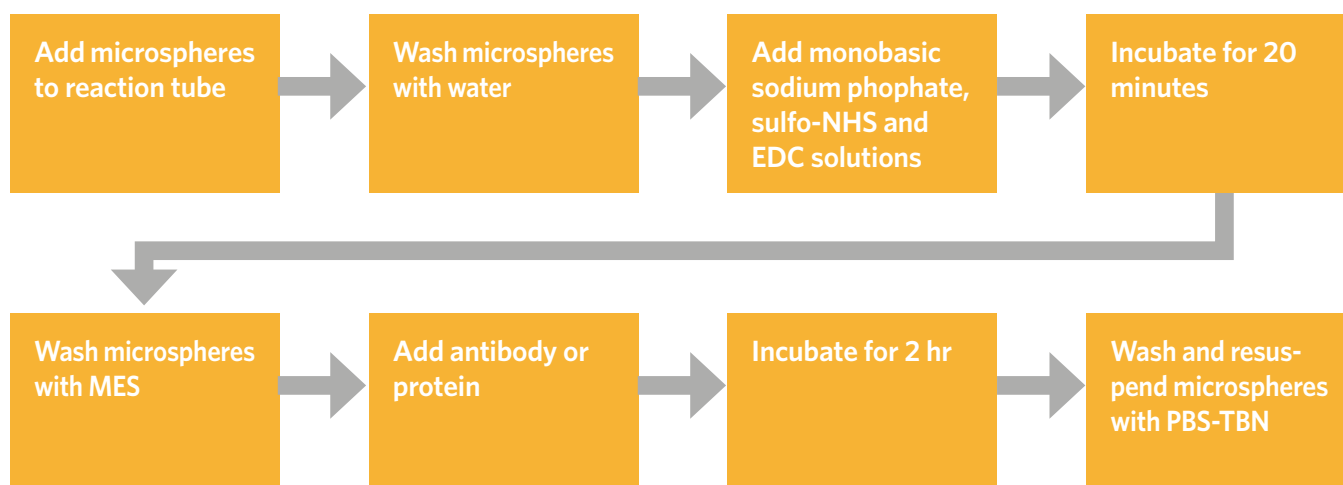 Add microspheres
to reaction tube
Wash microspheres
with water
Add monobasic
sodium phophate,
sulfo-NHS and
EDC solutions
Incubate for 20
minutes
Wash microspheres
with MES
Add antibody or
protein
Incubate for 2 hr
Wash and resus-
pend microspheres
with PBS-TBN